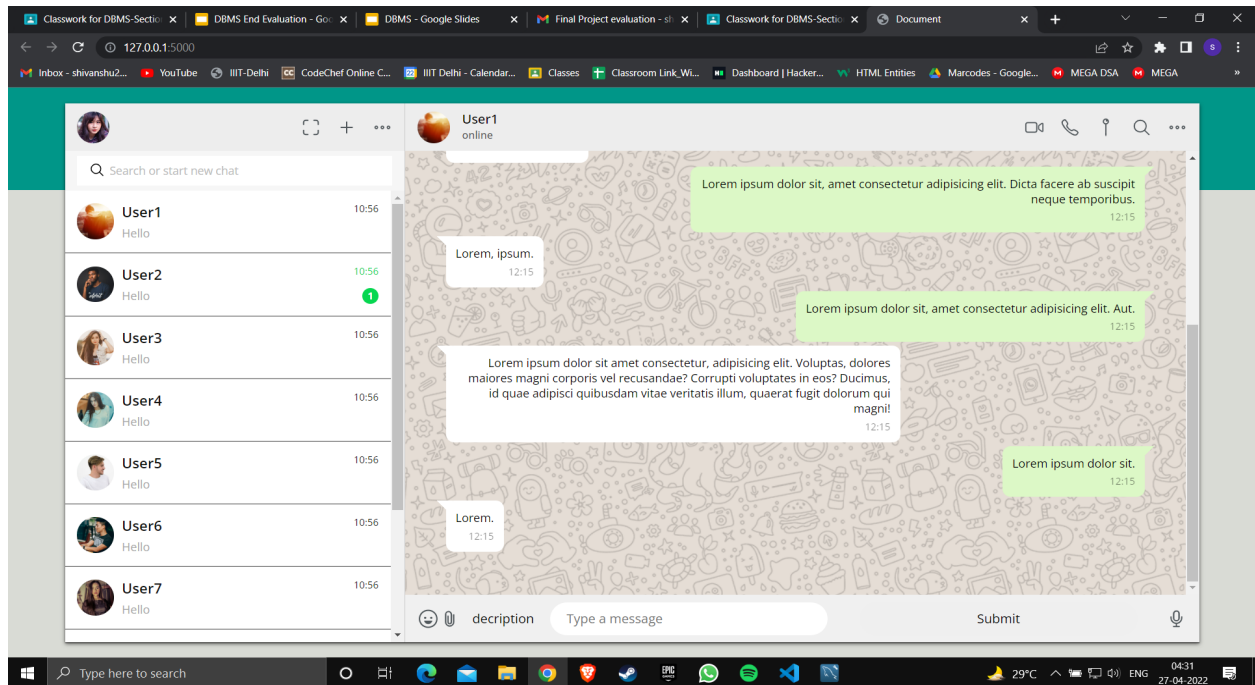 Classwork for DBMS-Sectio
DBMS End Evaluation - Goo
DBMS - Google Slides
Final Project evaluation - sh
Classwork for DBMS-Sectio
Document
127.0.0.1:5000
Inbox - shivanshu2...
YouTube
IIIT-Delhi
CodeChef Online C...
IIIT Delhi - Calendar...
Classes
Classroom Link_Wi...
Dashboard | Hacker...
HTML Entities
Marcodes - Google...
MEGA DSA
MEGA
»
User1
online
Search or start new chat
User1 10:56
Hello
User2 10:56
Hello 1
User3 10:56
Hello
User4 10:56
Hello
User5 10:56
Hello
User6 10:56
Hello
User7 10:56
Hello
Lorem ipsum dolor sit, amet consectetur adipisicing elit. Dicta facere ab suscipit
neque temporibus.
12:15
Lorem, ipsum.
12:15
Lorem ipsum dolor sit, amet consectetur adipisicing elit. Aut.
12:15
Lorem ipsum dolor sit amet consectetur, adipisicing elit. Voluptas, dolores
maiores magni corporis vel recusandae? Corrupti voluptates in eos? Ducimus,
id quae adipisci quibusdam vitae veritatis illum, quaerat fugit dolorum qui
magni!
12:15
Lorem ipsum dolor sit.
12:15
Lorem.
12:15
decription
Type a message
Submit
Type here to search
29°C
ENG
04:31
27-04-2022